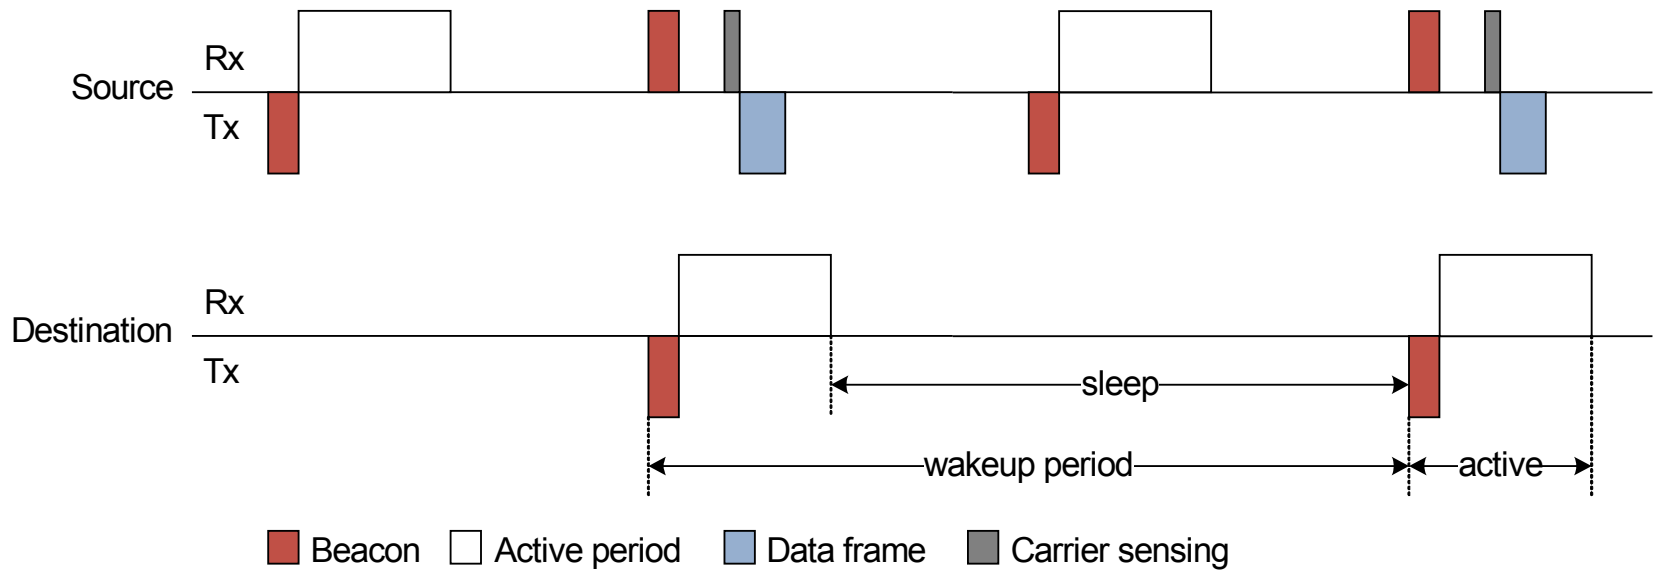 Rx
Source
Tx
Rx
Destination
Tx
sleep
wakeup period
active
Beacon
Active period
Data frame
Carrier sensing